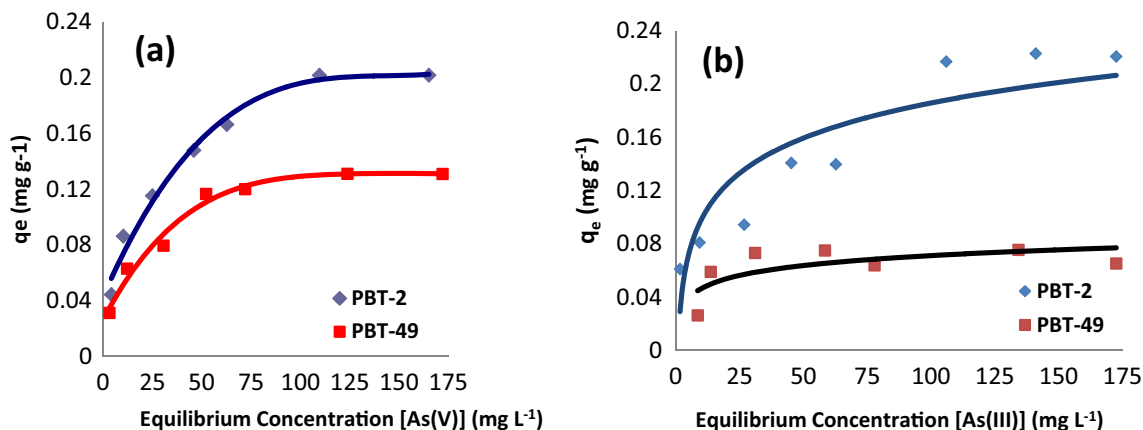 (a)
qe (mg g-1)
0.24
0.2
0.16
0.12
0.08
0.04
0
PBT-2
PBT-49
0 25 50 75 100 125 150 175
Equilibrium Concentration [As(V)] (mg L-1)
(b)
qe (mg g-1)
0.24
0.2
0.16
0.12
0.08
0.04
0
PBT-2
PBT-49
0 25 50 75 100 125 150 175
Equilibrium Concentration [As(III)] (mg L-1)